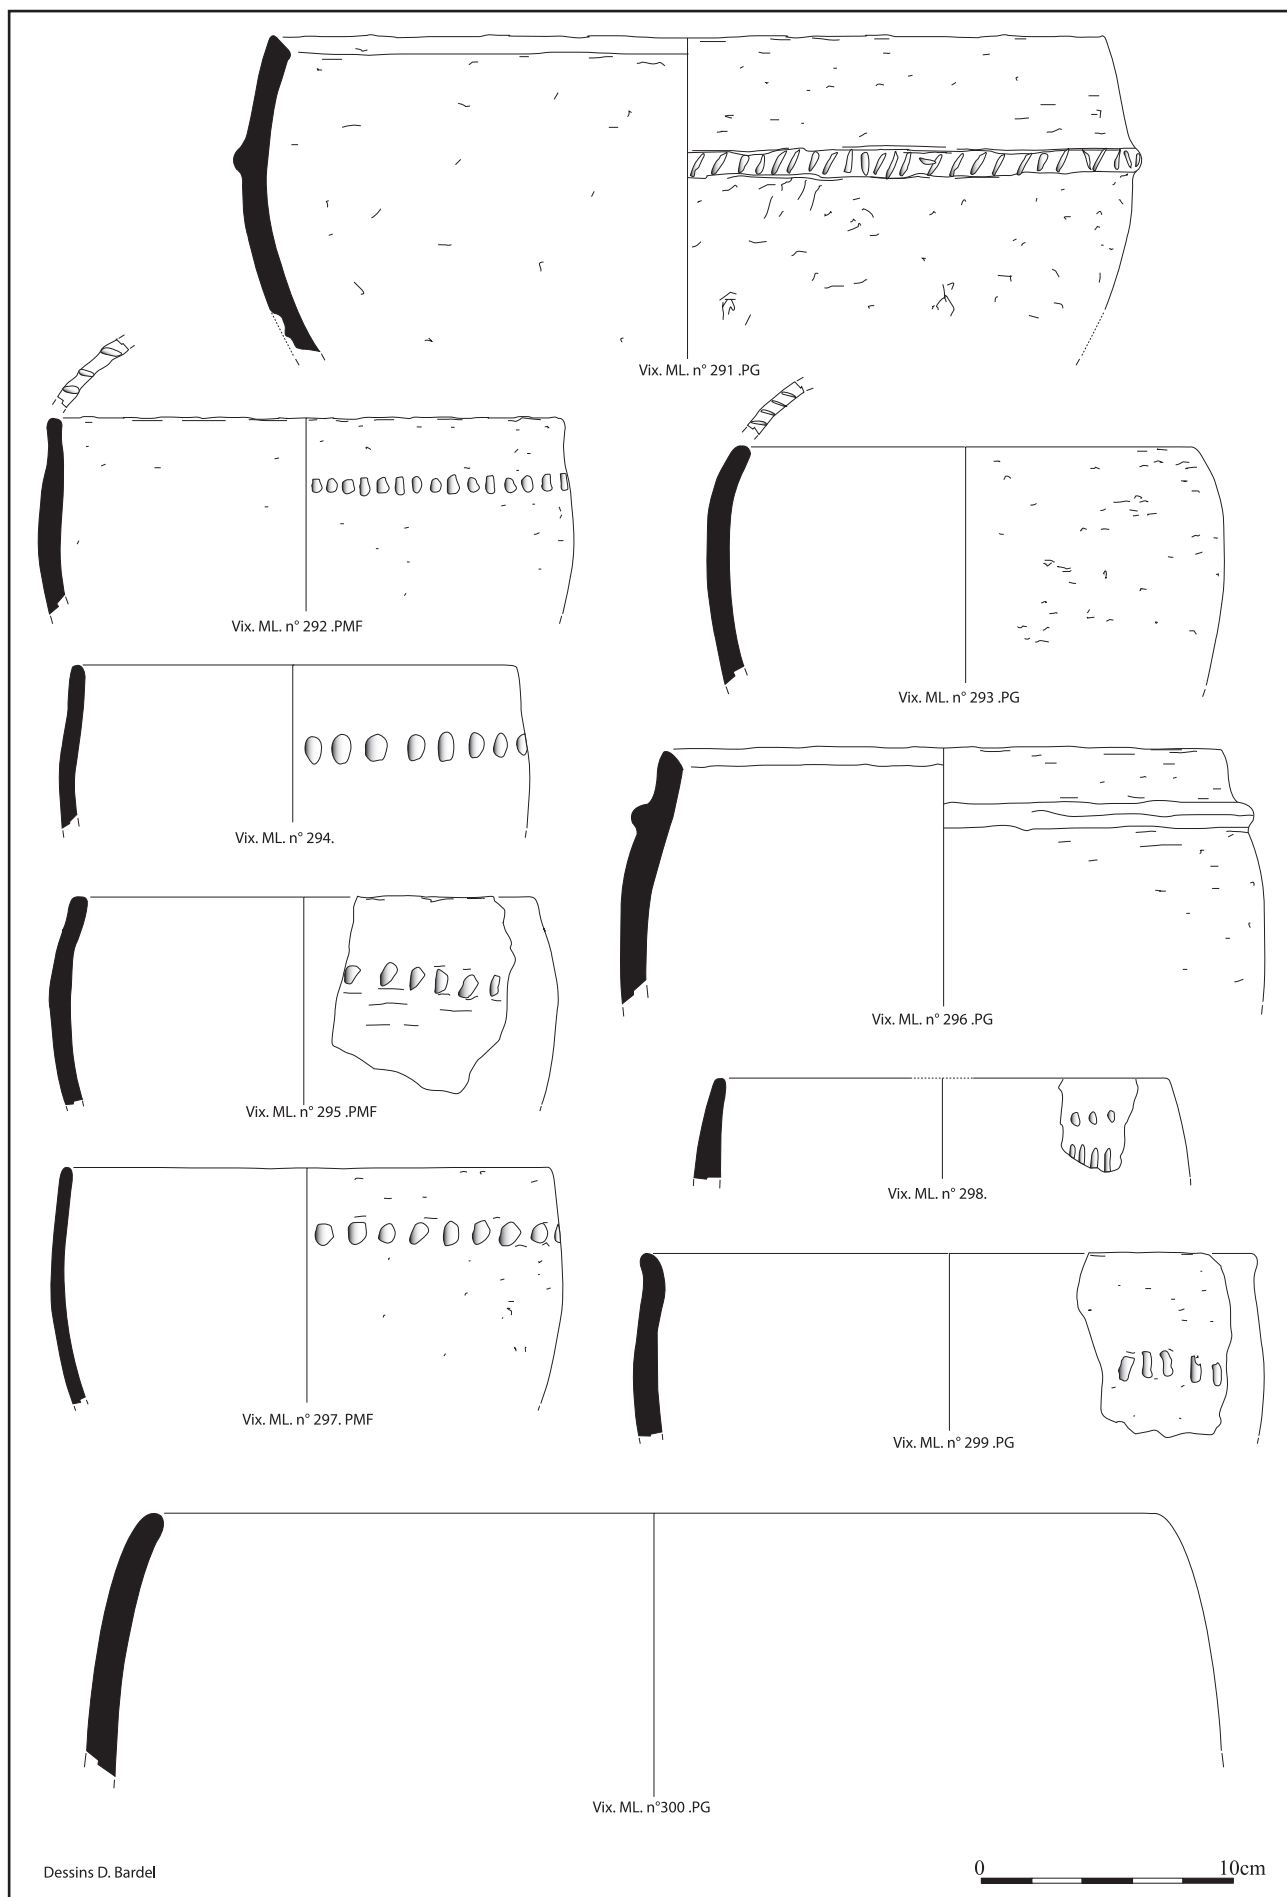 Vix. ML. n° 291 .PG
Vix. ML. n° 292 .PMF
Vix. ML. n° 293 .PG
Vix. ML. n° 294.
Vix. ML. n° 296 .PG
Vix. ML. n° 295 .PMF
Vix. ML. n° 298.
Vix. ML. n° 297. PMF
Vix. ML. n° 299 .PG
Vix. ML. n°300 .PG
Dessins D. Bardel
0 10cm